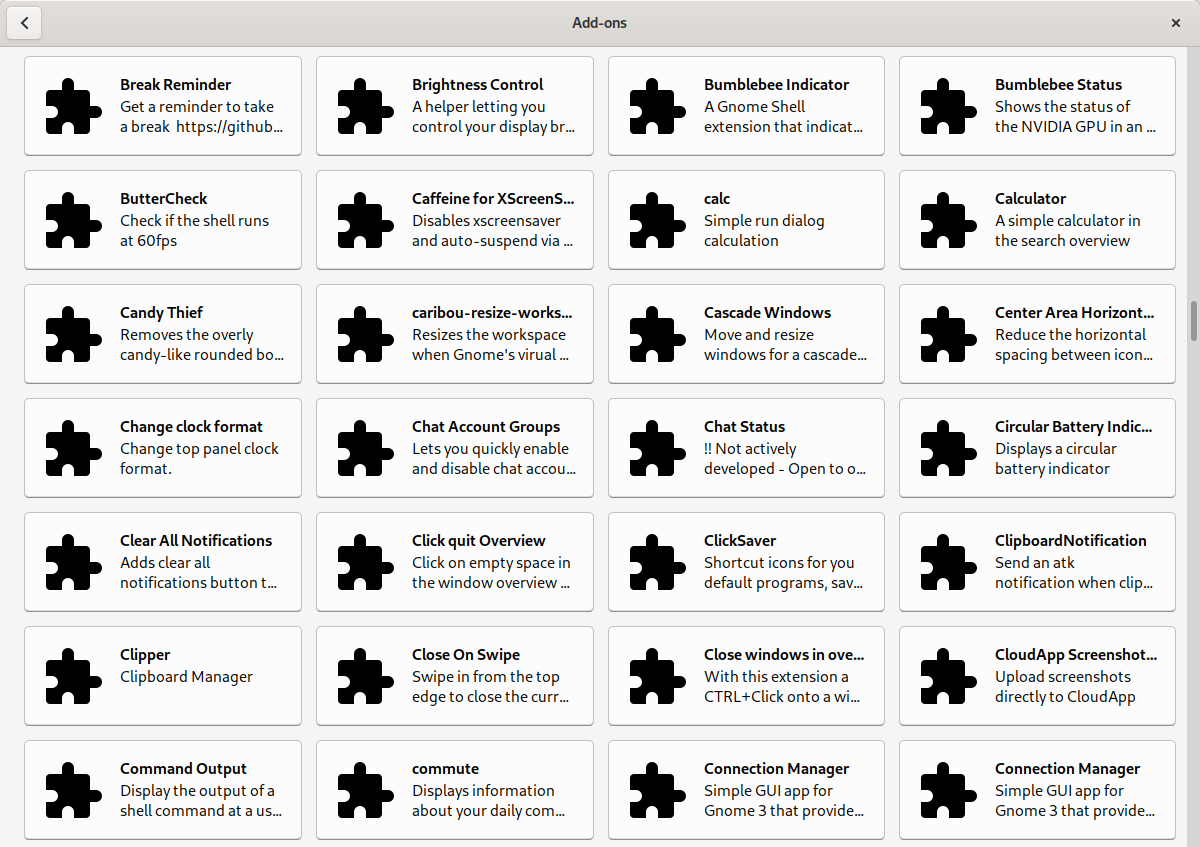 Add-ons
Break Reminder
Get a reminder to take
a break  https://github...
Brightness Control
A helper letting you
control your display br...
Bumblebee Indicator
A Gnome Shell
extension that indicat...
Bumblebee Status
Shows the status of
the NVIDIA GPU in an ...
ButterCheck
Check if the shell runs
at 60fps
Caffeine for XScreenS...
Disables xscreensaver
and auto-suspend via ...
calc
Simple run dialog
calculation
Calculator
A simple calculator in
the search overview
Candy Thief
Removes the overly
candy-like rounded bo...
caribou-resize-works...
Resizes the workspace
when Gnome's virual ...
Cascade Windows
Move and resize
windows for a cascade...
Center Area Horizont...
Reduce the horizontal
spacing between icon...
Change clock format
Change top panel clock
format.
Chat Account Groups
Lets you quickly enable
and disable chat accou...
Chat Status
!! Not actively
developed - Open to o...
Circular Battery Indic...
Displays a circular
battery indicator
Clear All Notifications
Adds clear all
notifications button t...
Click quit Overview
Click on empty space in
the window overview ...
ClickSaver
Shortcut icons for you
default programs, sav...
ClipboardNotification
Send an atk
notification when clip...
Clipper
Clipboard Manager
Close On Swipe
Swipe in from the top
edge to close the curr...
Close windows in ove...
With this extension a
CTRL+Click onto a wi...
CloudApp Screenshot...
Upload screenshots
directly to CloudApp
Command Output
Display the output of a
shell command at a us...
commute
Displays information
about your daily com...
Connection Manager
Simple GUI app for
Gnome 3 that provide...
Connection Manager
Simple GUI app for
Gnome 3 that provide...